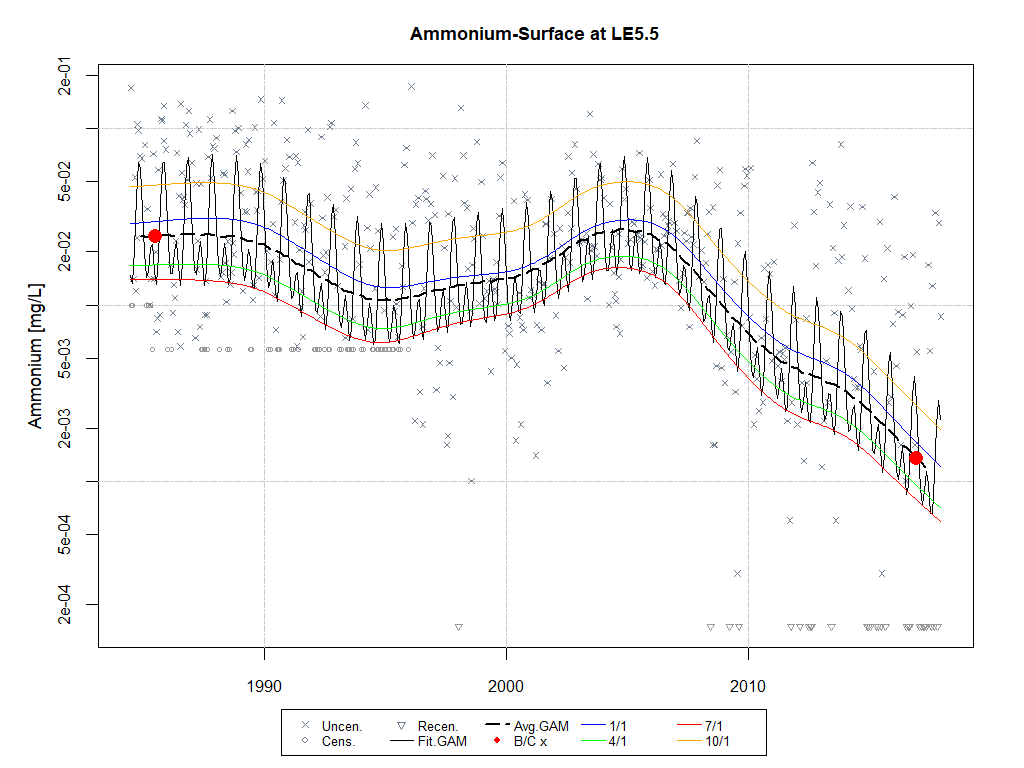 Ammonium-Surface at LE5.5
Ammonium [mg/L]
2e-01
5e-02
2e-02
5e-03
2e-03
5e-04
2e-04
1990 2000 2010
Uncen. Recen. Avg.GAM 1/1 7/1
Cens. Fit.GAM B/C x 4/1 10/1